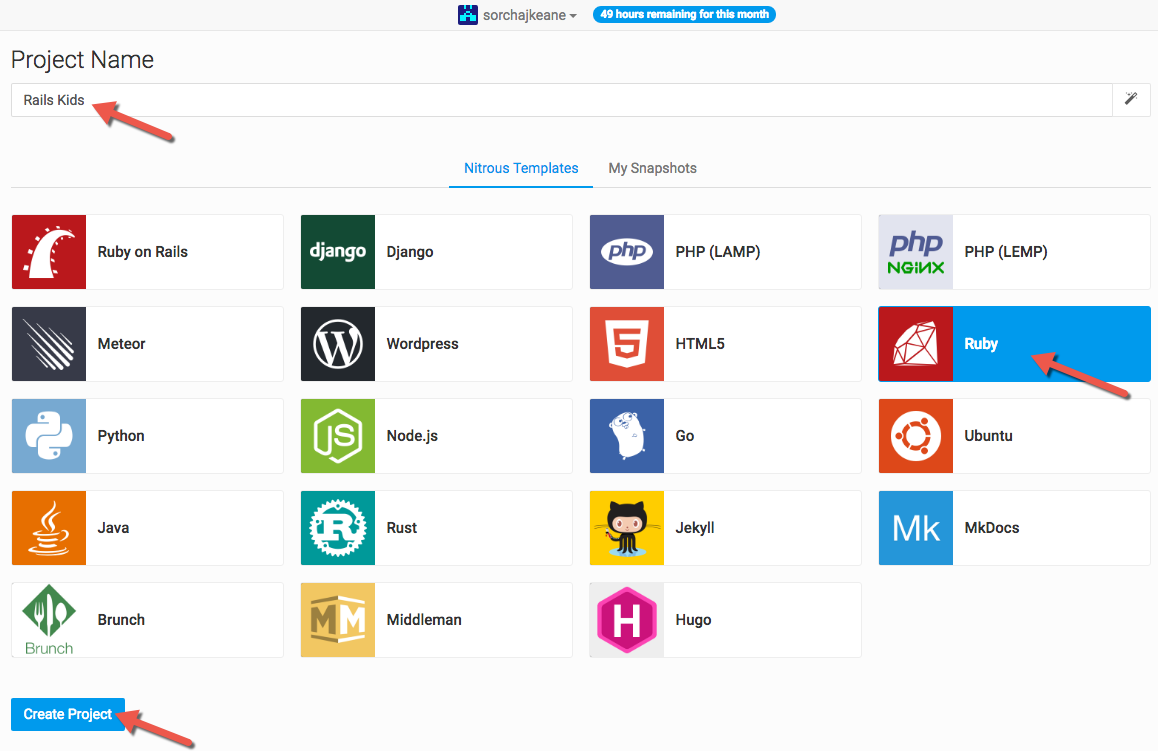 sorchajkeane 49 hours remaining for this month
Project Name
Rails Kids
Nitrous Templates My Snapshots
Ruby on Rails
django Django
php PHP (LAMP)
php NGiNX PHP (LEMP)
Meteor
W Wordpress
5 HTML5
Ruby
Python
JS Node.js
Go
Ubuntu
Java
R Rust
Jekyll
Mk MkDocs
Brunch Brunch
MM Middleman
H Hugo
Create Project